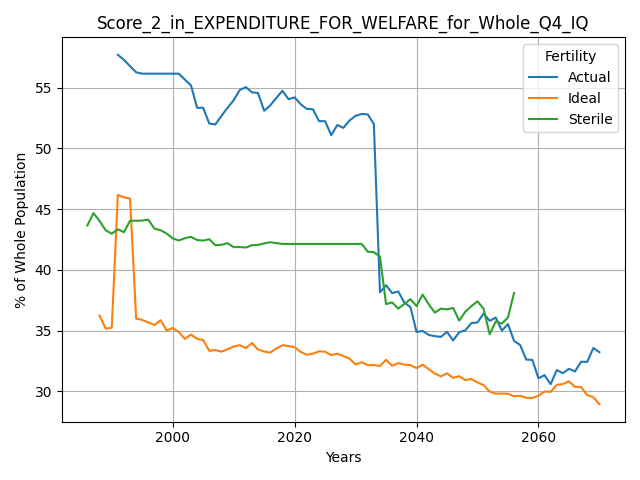 Score_2_in_EXPENDITURE_FOR_WELFARE_for_Whole_Q4_IQ
Fertility
Actual
Ideal
Sterile
% of Whole Population
55
50
45
40
35
30
2000
2020
2040
2060
Years